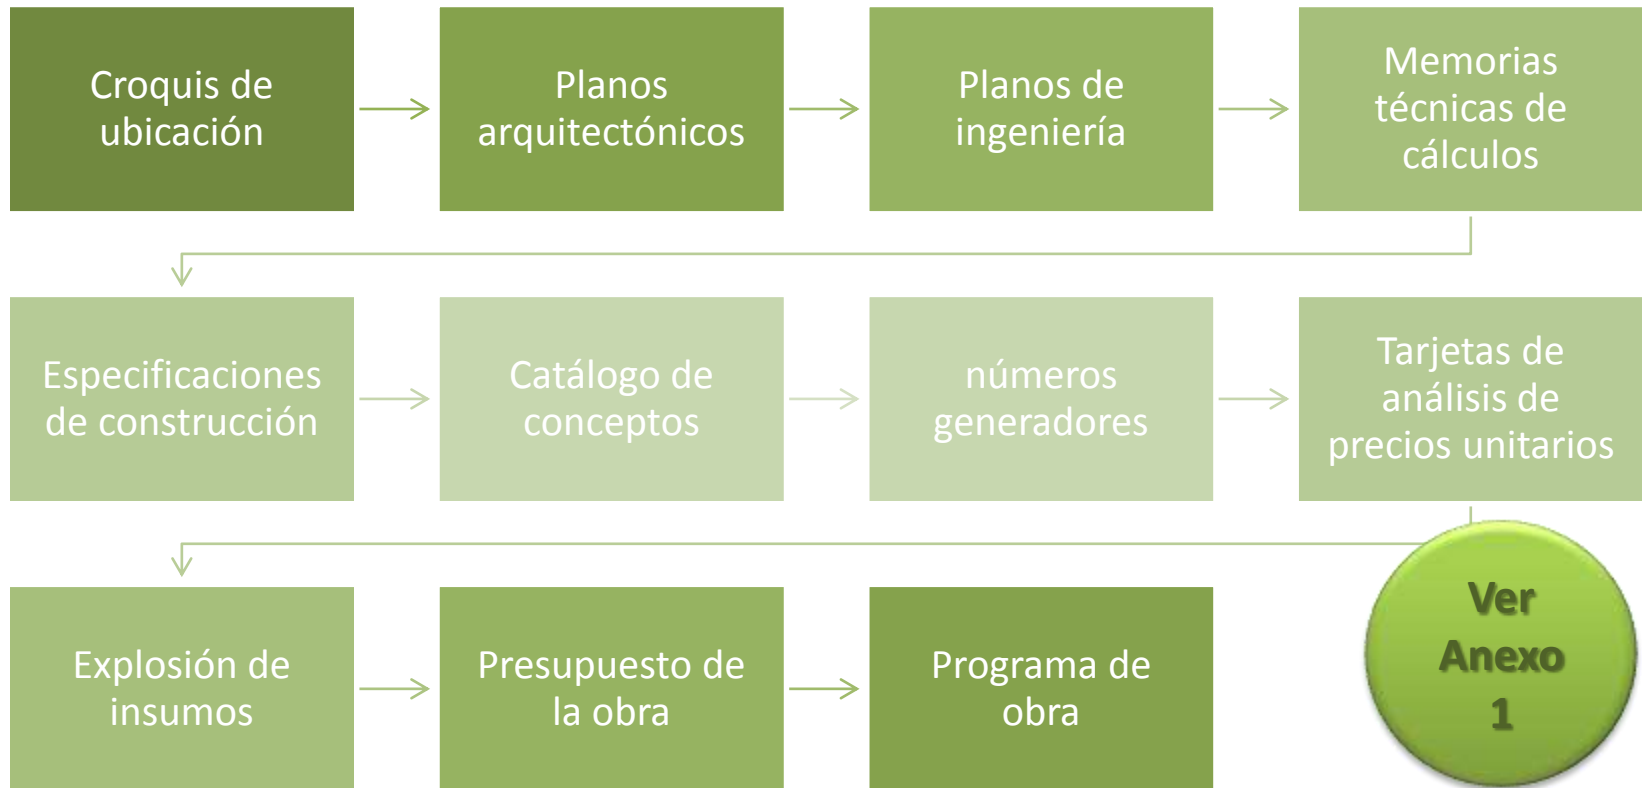 Croquis de
ubicación
Planos
arquitectónicos
Planos de
ingeniería
Memorias
técnicas de
cálculos
Especificaciones
de construcción
Catálogo de
conceptos
números
generadores
Tarjetas de
análisis de
precios unitarios
Explosión de
insumos
Presupuesto de
la obra
Programa de
obra
Ver
Anexo
1